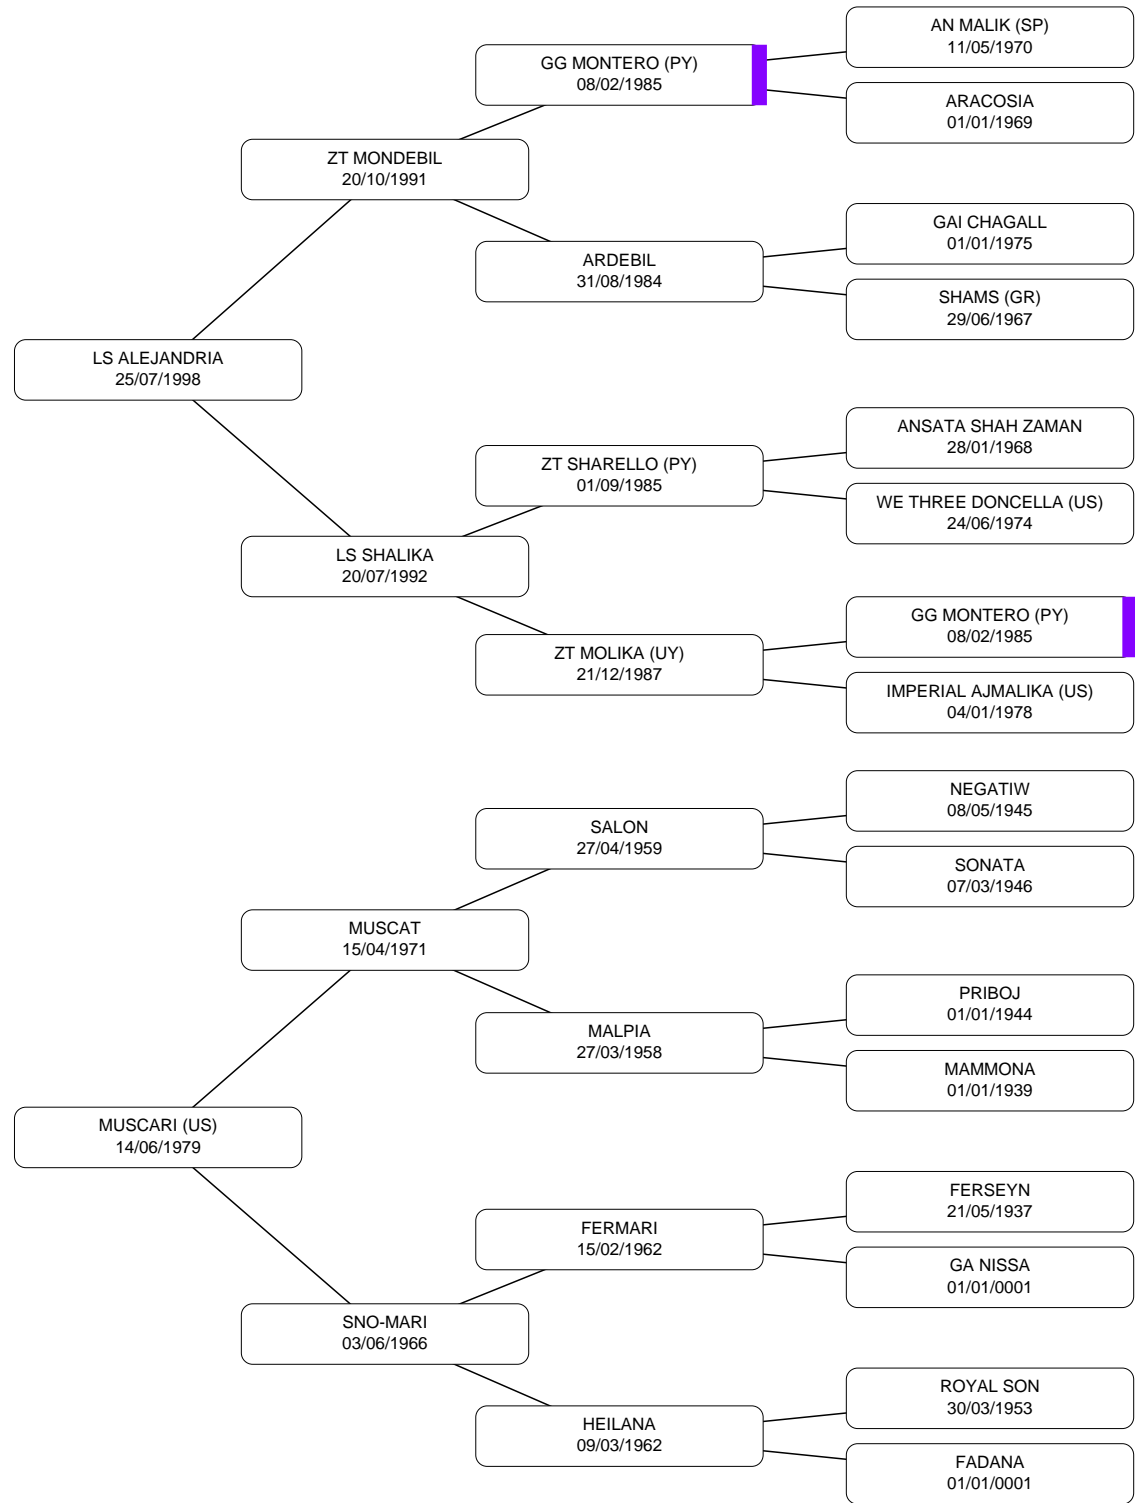 AN MALIK (SP)
11/05/1970
GG MONTERO (PY)
08/02/1985
ARACOSIA
01/01/1969
ZT MONDEBIL
20/10/1991
GAI CHAGALL
01/01/1975
ARDEBIL
31/08/1984
SHAMS (GR)
29/06/1967
LS ALEJANDRIA
25/07/1998
ANSATA SHAH ZAMAN
28/01/1968
ZT SHARELLO (PY)
01/09/1985
WE THREE DONCELLA (US)
24/06/1974
LS SHALIKA
20/07/1992
GG MONTERO (PY)
08/02/1985
ZT MOLIKA (UY)
21/12/1987
IMPERIAL AJMALIKA (US)
04/01/1978
NEGATIW
08/05/1945
SALON
27/04/1959
SONATA
07/03/1946
MUSCAT
15/04/1971
PRIBOJ
01/01/1944
MALPIA
27/03/1958
MAMMONA
01/01/1939
MUSCARI (US)
14/06/1979
FERSEYN
21/05/1937
FERMARI
15/02/1962
GA NISSA
01/01/0001
SNO-MARI
03/06/1966
ROYAL SON
30/03/1953
HEILANA
09/03/1962
FADANA
01/01/0001